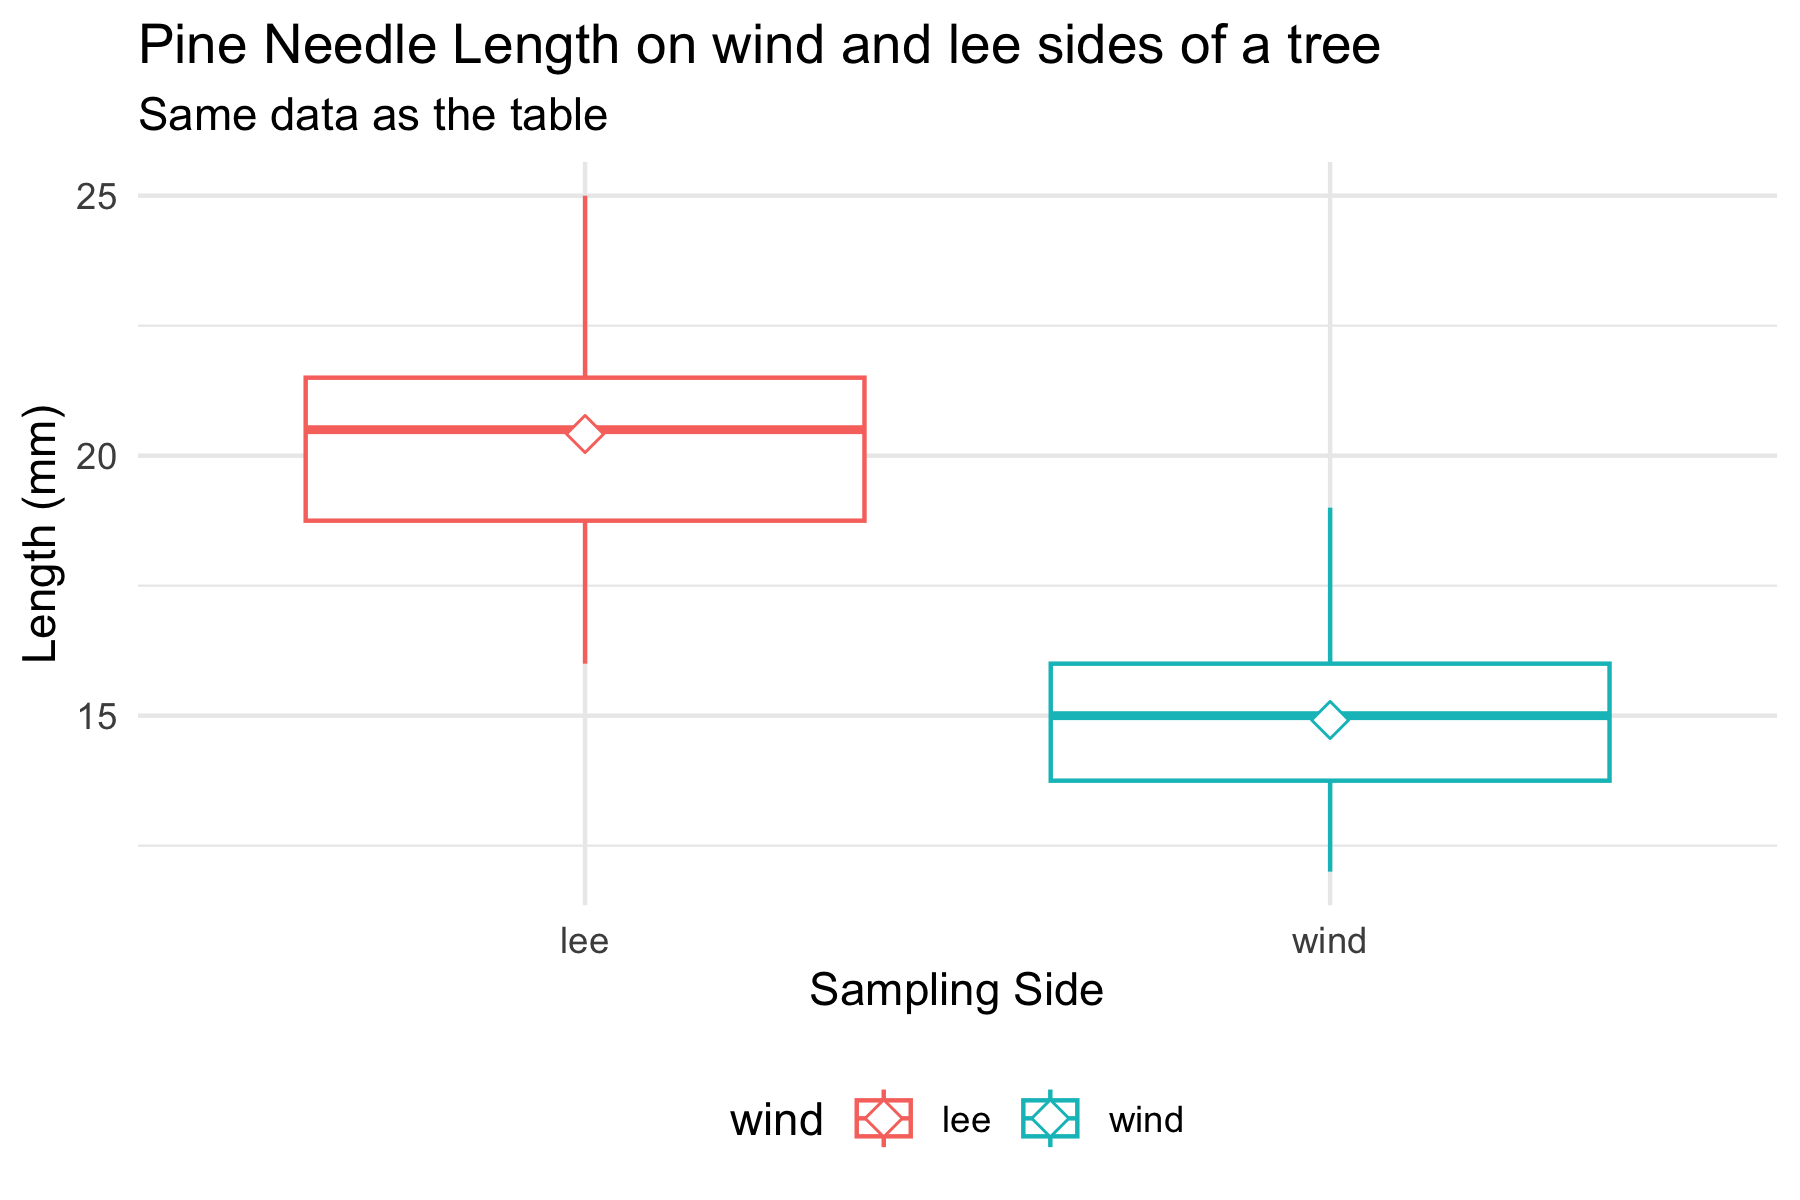 Pine Needle Length on wind and lee sides of a tree
Same data as the table
Length (mm)
25
20
15
lee wind
Sampling Side
wind lee wind